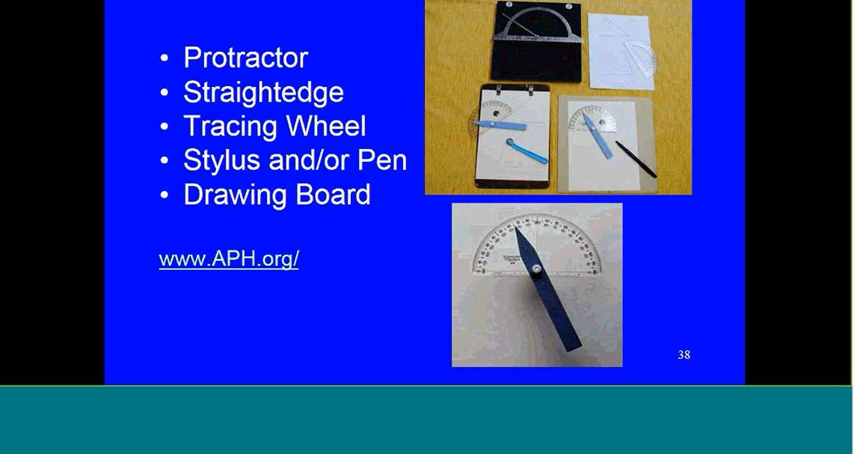 • Protractor
• Straightedge
• Tracing Wheel
• Stylus and/or Pen
• Drawing Board
www.APH.org/
38